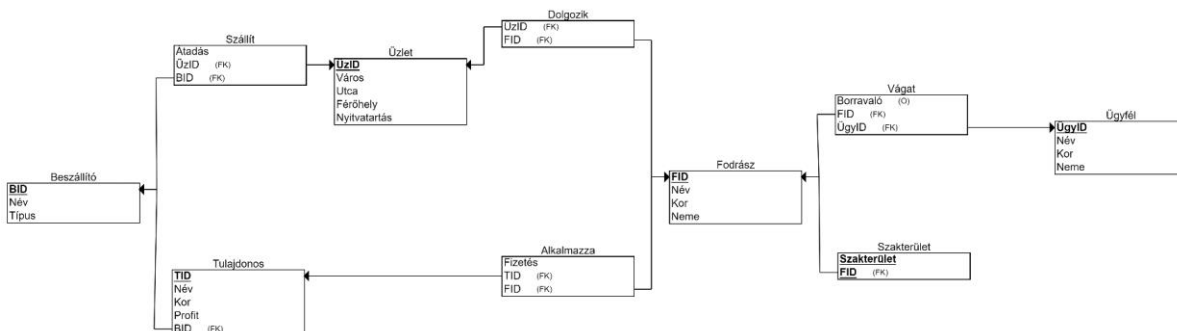 Szállít
Átadás
ÜzID (FK)
BID (FK)
Üzlet
ÜzID
Város
Utca
Férőhely
Nyitvatartás
Dolgozik
ÜzID (FK)
FID (FK)
Beszállító
BID
Név
Típus
Tulajdonos
TID
Név
Kor
Profit
BID (FK)
Alkalmazza
Fizetés
TID (FK)
FID (FK)
Fodrász
FID
Név
Kor
Neme
Vágat
Borravaló (O)
FID (FK)
ÜgyID (FK)
Szakterület
Szakterület
FID (FK)
Ügyfél
ÜgyID
Név
Kor
Neme